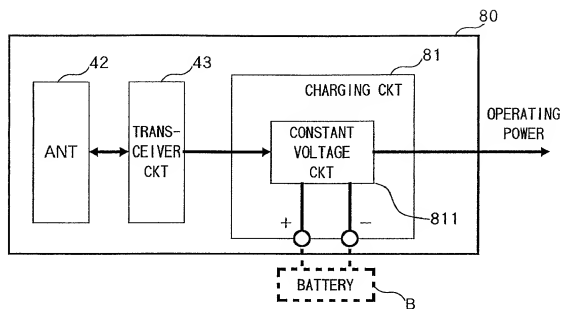 80
42
43
81
CHARGING CKT
OPERATING
POWER
ANT
TRANS-
CEIVER
CKT
CONSTANT
VOLTAGE
CKT
811
+
−
BATTERY
B